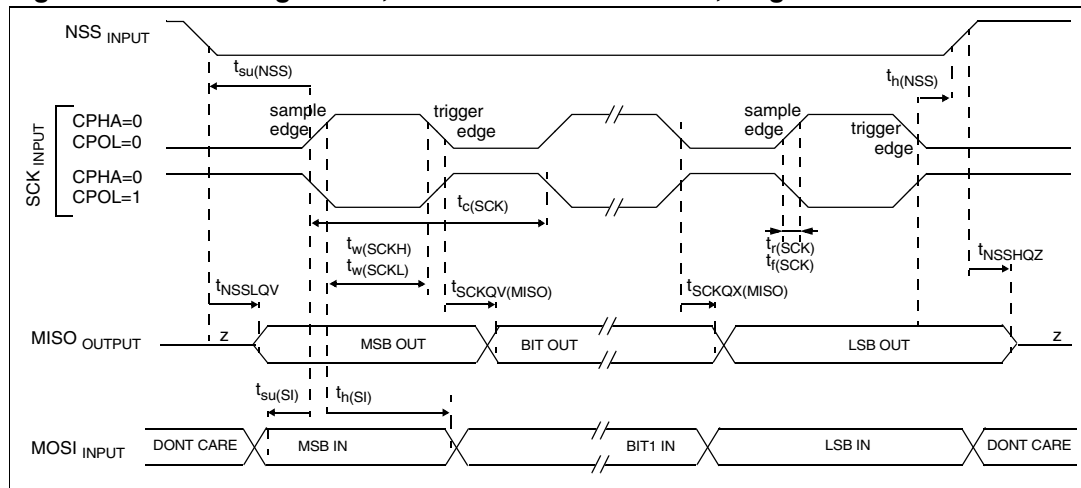 NSS INPUT
tsu(NSS)
th(NSS)
SCK INPUT
CPHA=0
CPOL=0
sample edge
trigger edge
sample edge
trigger edge
CPHA=0
CPOL=1
tc(SCK)
tw(SCKH)
tw(SCKL)
tr(SCK)
tf(SCK)
tNSSLQV
tSCKQV(MISO)
tSCKQX(MISO)
tNSSHQZ
MISO OUTPUT
z
MSB OUT
BIT OUT
LSB OUT
z
tsu(SI)
th(SI)
MOSI INPUT
DONT CARE
MSB IN
BIT1 IN
LSB IN
DONT CARE